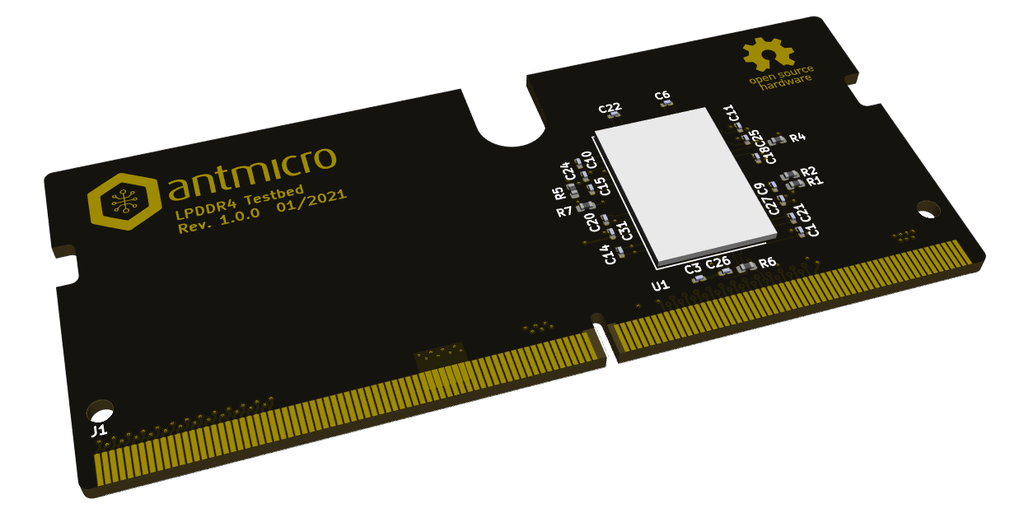 open source
hardware
C6
C22
C11
C25
R4
C18
antmicro
LPDDR4 Testbed
Rev. 1.0.0 01/2021
C10
C24
C15
R5
R7
C20
C31
C14
R2
R1
C9
C27
C21
C1
C3 C26 R6
U1
J1